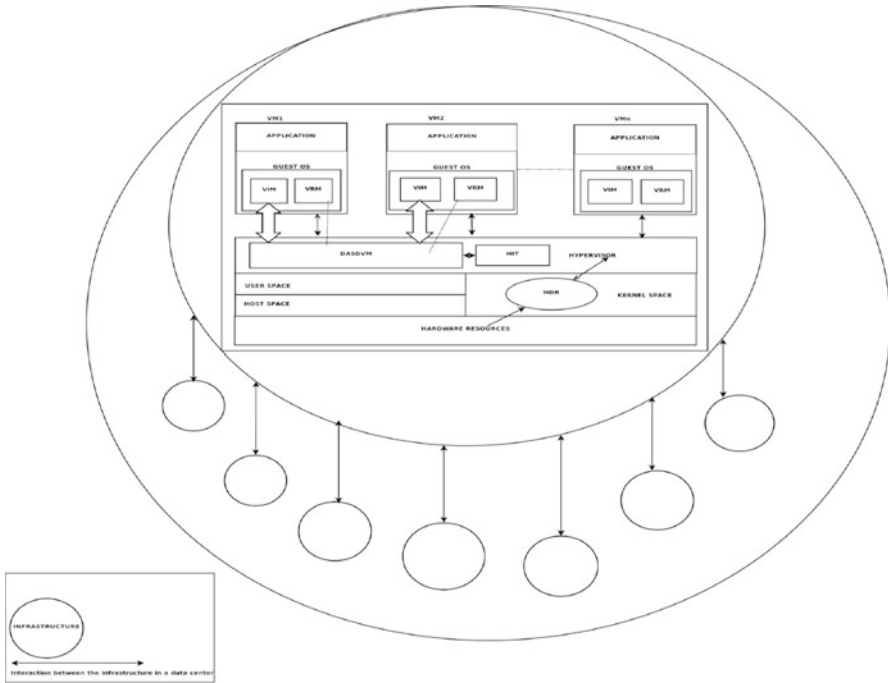 VM1
VM2
VMn
APPLICATION
APPLICATION
APPLICATION
GUEST OS
GUEST OS
GUEST OS
VIM
VRM
VIM
VRM
VIM
VRM
DASDVM
HIT
HYPERVISOR
USER SPACE
HOST SPACE
HDR
KERNEL SPACE
HARDWARE RESOURCES
INFRASTRUCTURE
Interaction between the infrastructure in a data center